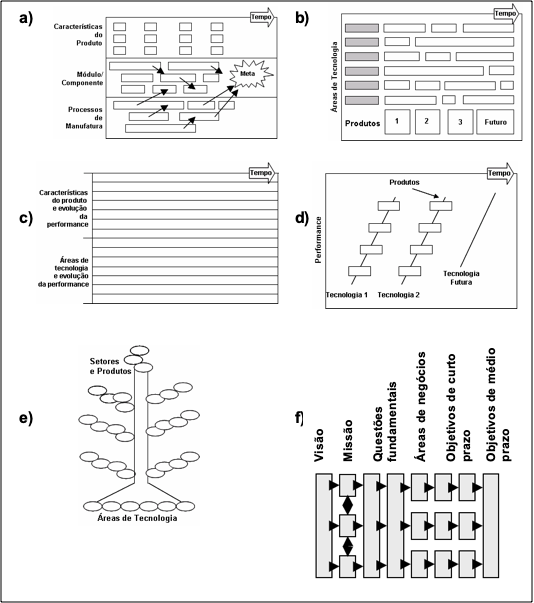 a)
Tempo
Características
do
Produto
Módulo/
Componente
Meta
Processos
de
Manufatura
b)
Tempo
Áreas de Tecnologia
Produtos
1
2
3
Futuro
c)
Tempo
Características
do produto
e evolução
da
performance
Áreas de
tecnologia
e evolução
da performance
d)
Tempo
Produtos
Performance
Tecnologia 1
Tecnologia 2
Tecnologia
Futura
e)
Setores
e Produtos
Áreas de Tecnologia
f)
Visão
Missão
Questões
fundamentais
Áreas de negócios
Objetivos de curto
prazo
Objetivos de médio
prazo